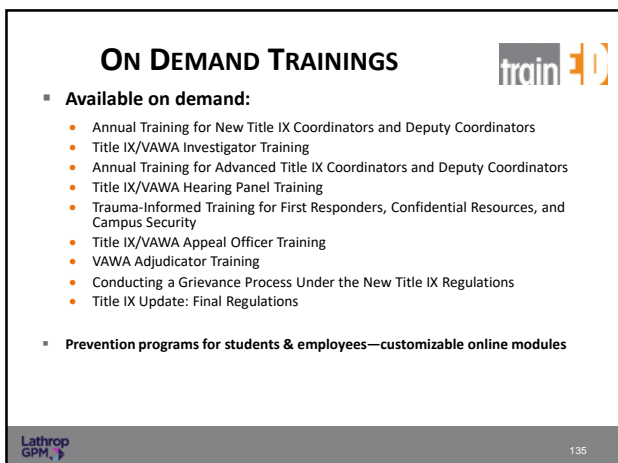 ON DEMAND TRAININGS
train ED
Available on demand:
Annual Training for New Title IX Coordinators and Deputy Coordinators
Title IX/VAWA Investigator Training
Annual Training for Advanced Title IX Coordinators and Deputy Coordinators
Title IX/VAWA Hearing Panel Training
Trauma-Informed Training for First Responders, Confidential Resources, and
Campus Security
Title IX/VAWA Appeal Officer Training
VAWA Adjudicator Training
Conducting a Grievance Process Under the New Title IX Regulations
Title IX Update: Final Regulations
Prevention programs for students & employees—customizable online modules
Lathrop
GPM
135